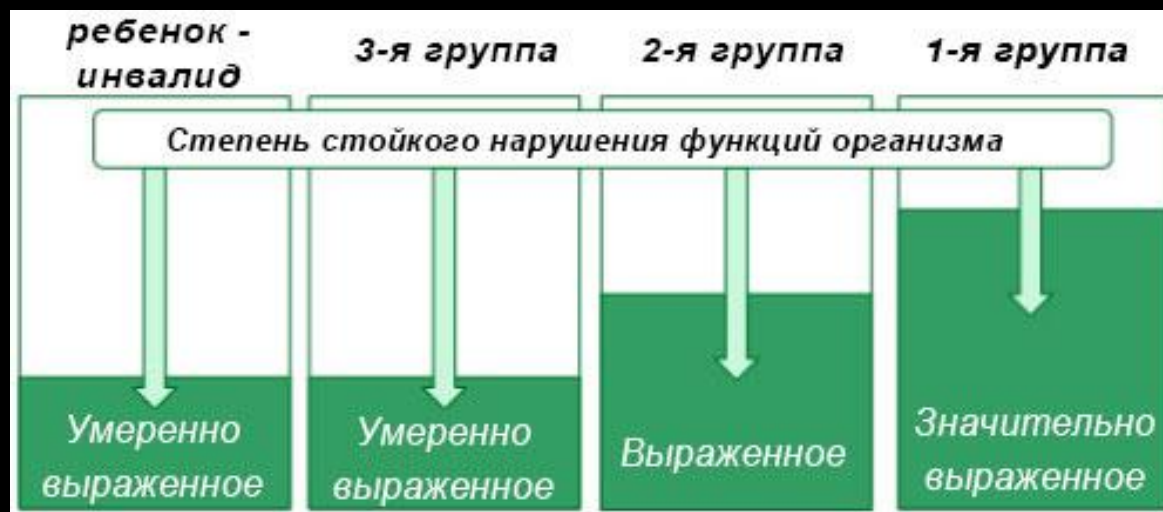 ребенок -
инвалид
3-я группа
2-я группа
1-я группа
Степень стойкого нарушения функций организма
Умеренно
выраженное
Умеренно
выраженное
Выраженное
Значительно
выраженное